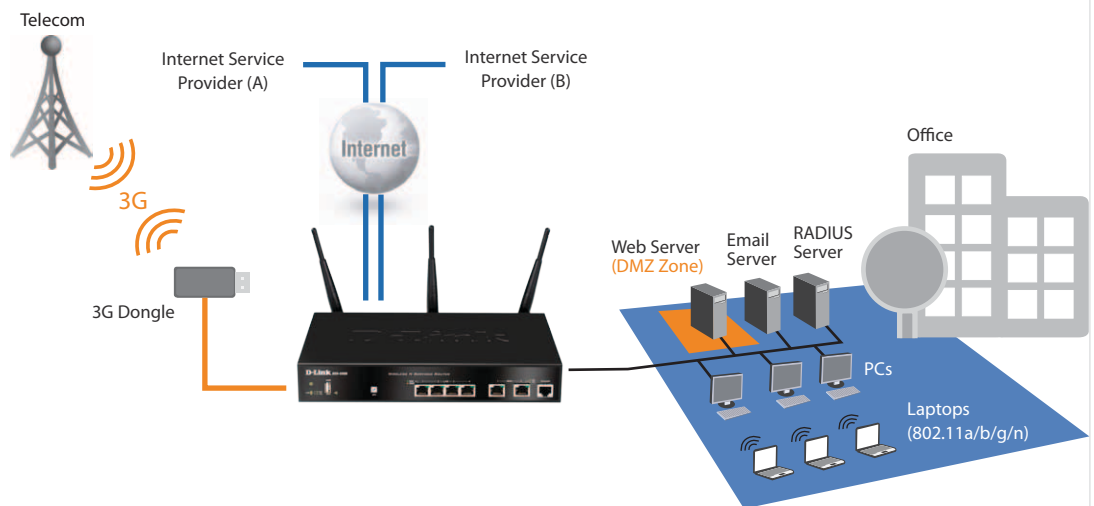 Telecom
Internet Service
Provider (A)
Internet Service
Provider (B)
Internet
3G
3G Dongle
D-Link
Office
Web Server
(DMZ Zone)
Email
Server
RADIUS
Server
PCs
Laptops
(802.11a/b/g/n)
D-Link